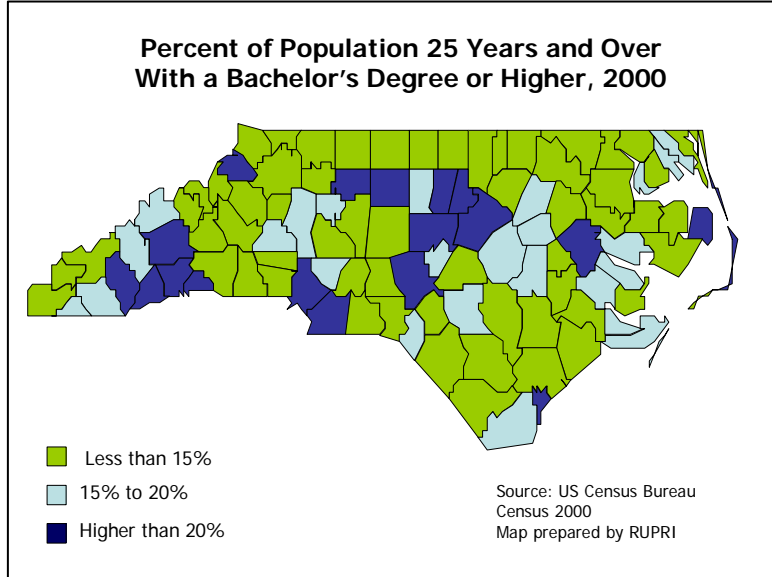 Percent of Population 25 Years and Over
With a Bachelor's Degree or Higher, 2000
Less than 15%
15% to 20%
Higher than 20%
Source: US Census Bureau
Census 2000
Map prepared by RUPRI